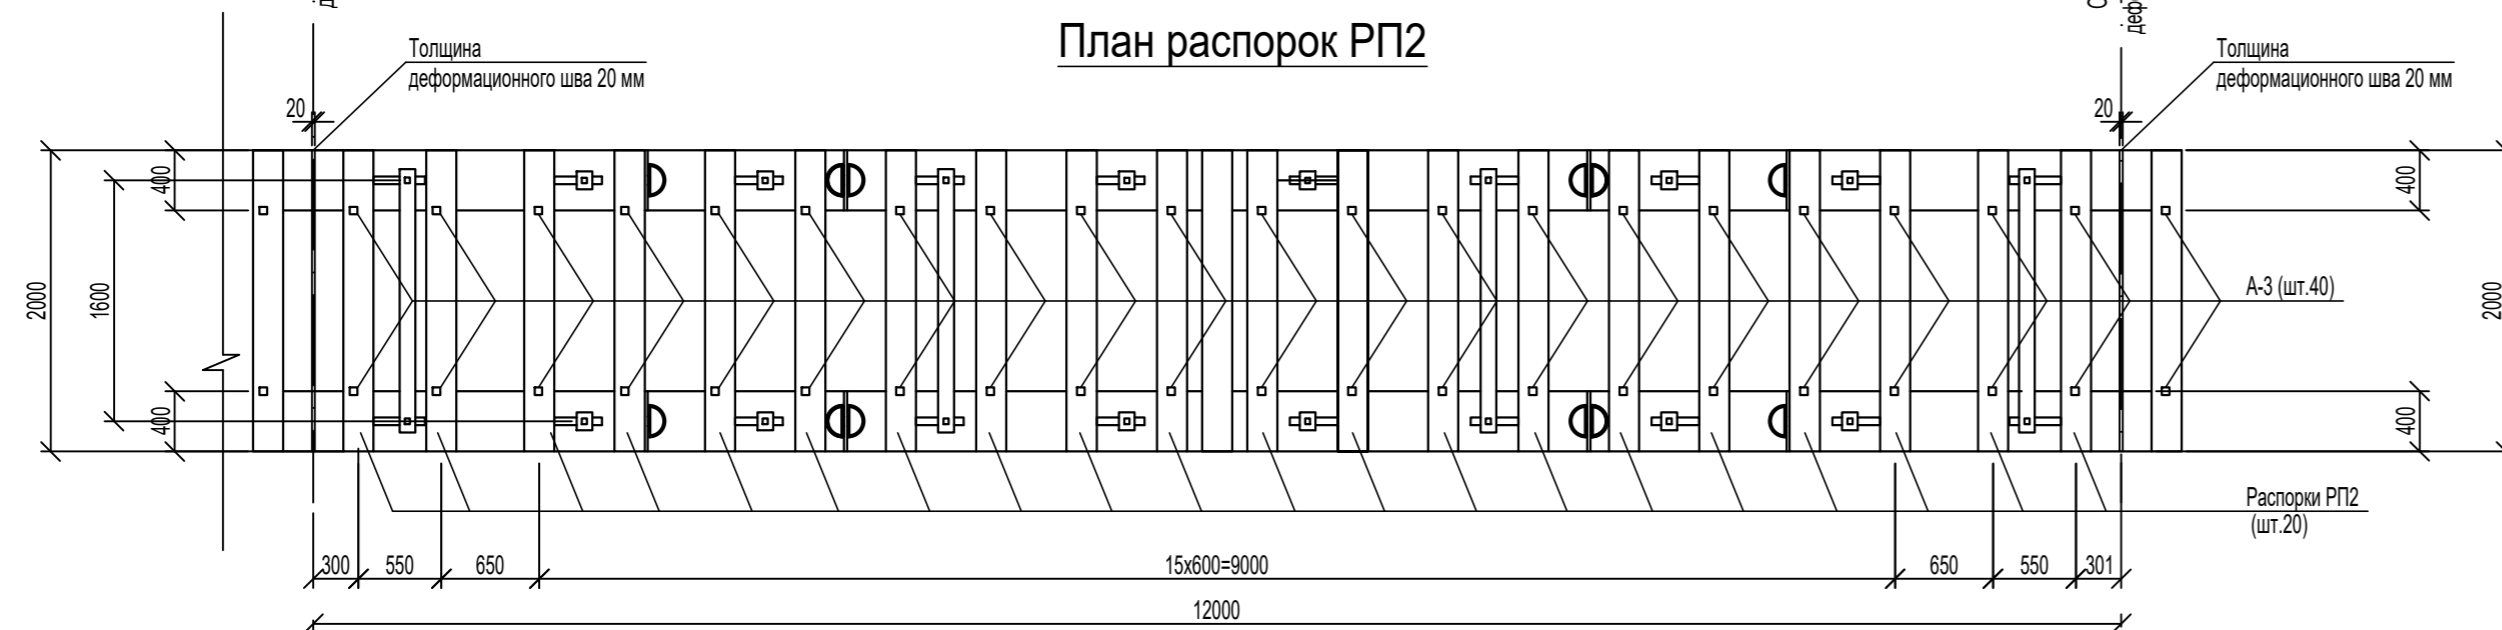 План распорок РП2
Толщина
деформационного шва 20 мм
Толщина
деформационного шва 20 мм
20
20
400
400
2000
1600
2000
А-3 (шт.40)
400
400
Распорки РП2
(шт.20)
300
550
650
15х600=9000
650
550
301
12000